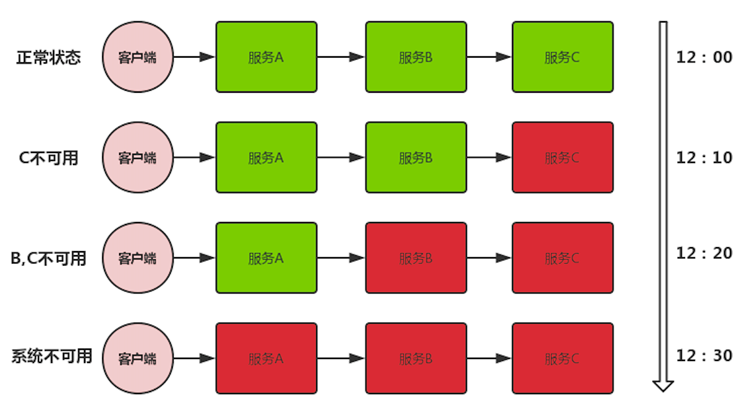 正常状态 客户端 服务A 服务B 服务C 12：00
C不可用 客户端 服务A 服务B 服务C 12：10
B,C不可用 客户端 服务A 服务B 服务C 12：20
系统不可用 客户端 服务A 服务B 服务C 12：30